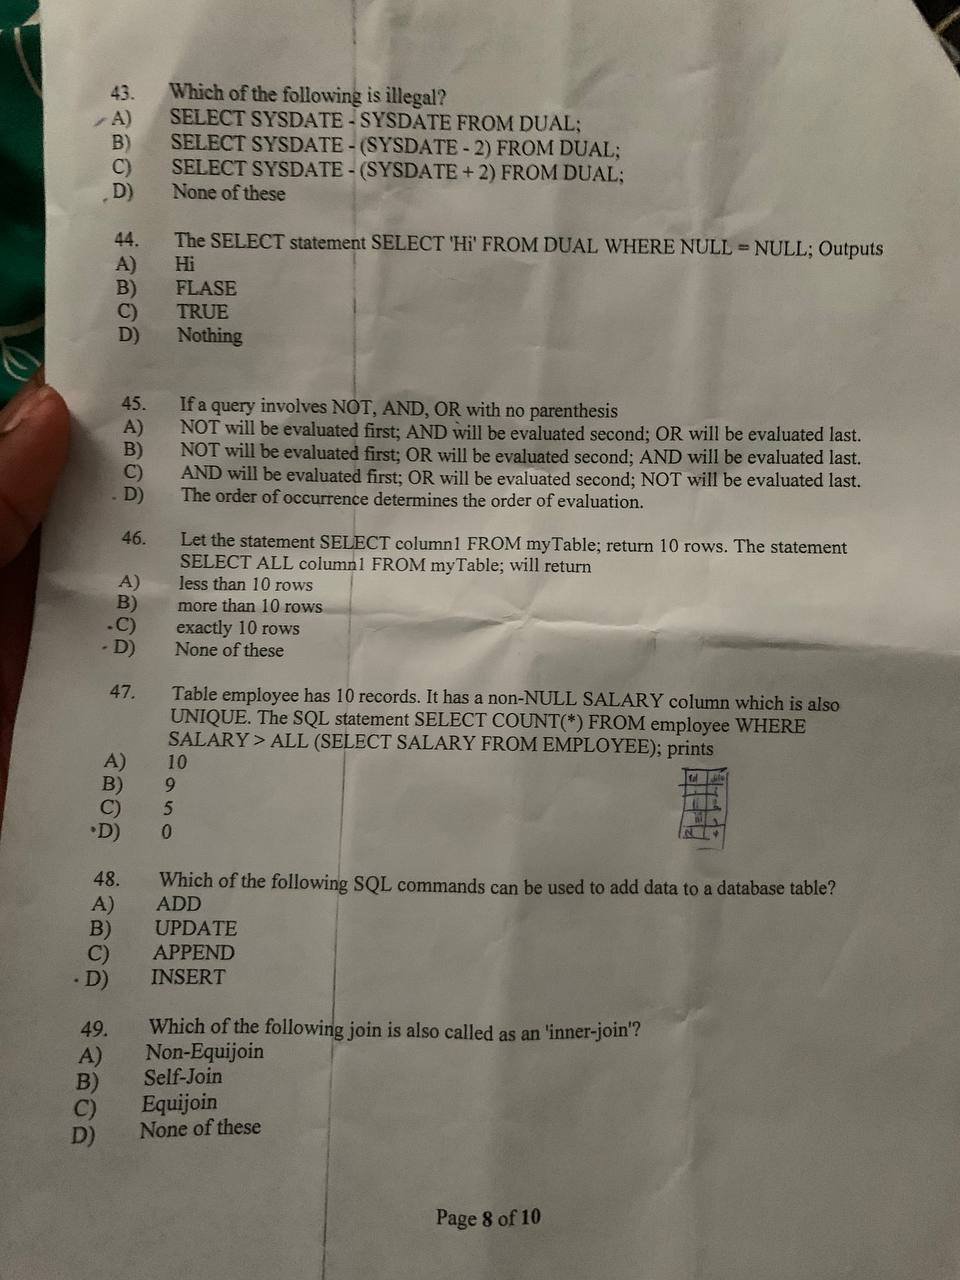 43. Which of the following is illegal?
A) SELECT SYSDATE - SYSDATE FROM DUAL;
B) SELECT SYSDATE - (SYSDATE - 2) FROM DUAL;
C) SELECT SYSDATE - (SYSDATE + 2) FROM DUAL;
D) None of these
44. The SELECT statement SELECT 'Hi' FROM DUAL WHERE NULL = NULL; Outputs
A) Hi
B) FLASE
C) TRUE
D) Nothing
45. If a query involves NOT, AND, OR with no parenthesis
A) NOT will be evaluated first; AND will be evaluated second; OR will be evaluated last.
B) NOT will be evaluated first; OR will be evaluated second; AND will be evaluated last.
C) AND will be evaluated first; OR will be evaluated second; NOT will be evaluated last.
D) The order of occurrence determines the order of evaluation.
46. Let the statement SELECT column1 FROM myTable; return 10 rows. The statement
SELECT ALL column1 FROM myTable; will return
A) less than 10 rows
B) more than 10 rows
C) exactly 10 rows
D) None of these
47. Table employee has 10 records. It has a non-NULL SALARY column which is also
UNIQUE. The SQL statement SELECT COUNT(*) FROM employee WHERE
SALARY > ALL (SELECT SALARY FROM EMPLOYEE); prints
A) 10
B) 9
C) 5
D) 0
48. Which of the following SQL commands can be used to add data to a database table?
A) ADD
B) UPDATE
C) APPEND
D) INSERT
49. Which of the following join is also called as an 'inner-join'?
A) Non-Equijoin
B) Self-Join
C) Equijoin
D) None of these
Page 8 of 10